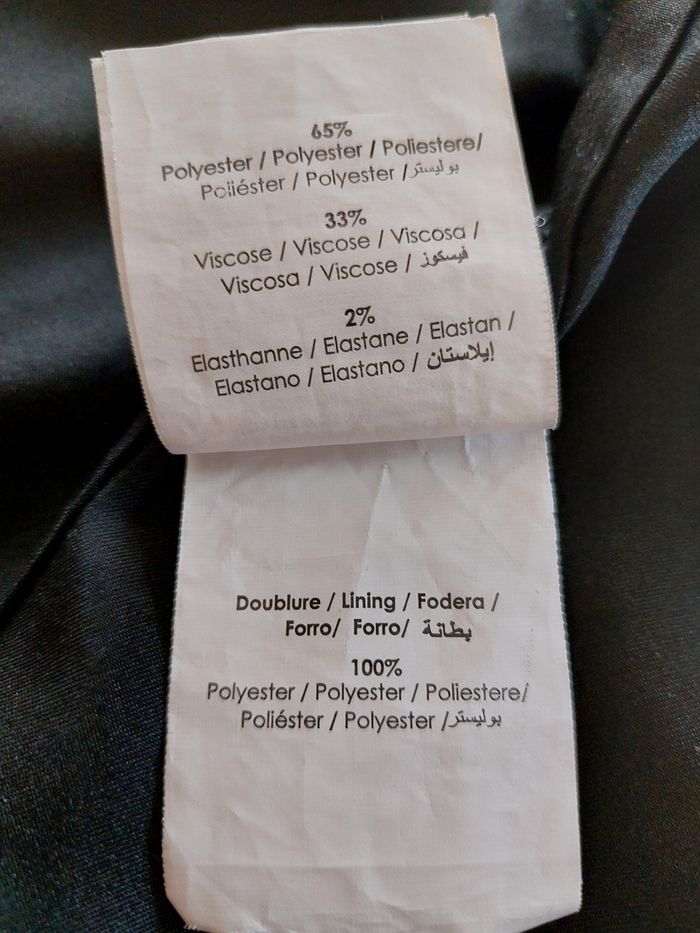 65%
Polyester / Polyester / Poliestere/
Poliéster / Polyester /بوليستر
33%
Viscose / Viscose / Viscosa /
Viscosa / Viscose / فيسكوز
2%
Elasthanne / Elastane / Elastan /
Elastano / Elastano / إيلاستان
Doublure / Lining / Fodera /
Forro/ Forro/ بطانة
100%
Polyester / Polyester / Poliestere/
Poliéster / Polyester /بوليستر